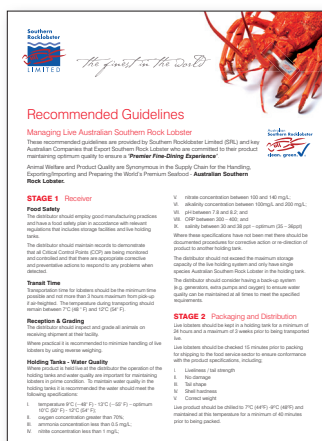 Southern
Rocklobster
LIMITED
the finest in the world
Recommended Guidelines
Managing Live Australian Southern Rock Lobster
These recommended guidelines are provided by Southern Rocklobster Limited (SRL) and key
Australian Companies that Export Southern Rock Lobster who are committed to their product
maintaining optimum quality to ensure a "Premier Fine-Dining Experience"
Animal Welfare and Product Quality are Synonymous in the Supply Chain for the Handling,
Exporting/Importing and Preparing the World's Premium Seafood - Australian Southern
Rock Lobster.
Australian
Southern Rocklobster
clean. green.
STAGE 1 Receiver
Food Safety
The distributor should employ good manufacturing practices
and have a food safety plan in accordance with relevant
regulations that includes storage facilities and live holding
tanks.
The distributor should maintain records to demonstrate
that all Critical Control Points (CCP) are being monitored
and controlled and that there are appropriate corrective
and preventative actions to respond to any problems when
detected.
Transit Time
Transportation time for lobsters should be the minimum time
possible and not more than 3 hours maximum from pick-up
if air-freighted. The temperature during transporting should
remain between 7°C (48 ° F) and 12°C (54° F).
Reception & Grading
The distributor should inspect and grade all animals on
receiving shipment at their facility.
Where practical it is recommended to minimize handling of live
lobsters by using reverse weighing.
Holding Tanks - Water Quality
Where product is held live at the distributor the operation of the
holding tanks and water quality are important for maintaining
lobsters in prime condition. To maintain water quality in the
holding tanks it is recommended the water should meet the
following specifications:
I. temperature 9°C (~48° F) - 12°C (~52° F) – optimum
10°C (50° F) - 12°C (54° F);
II. oxygen concentration greater than 70%;
III. ammonia concentration less than 0.5 mg/L;
IV. nitrite concentration less than 1 mg/L,
V. nitrate concentration between 100 and 140 mg/L,
VI. alkalinity concentration between 100mg/L and 200 mg/L;
VII. pH between 7.8 and 8.2; and
VIII. ORP between 200 – 400; and
IX. salinity between 30 and 38 ppt – optimum (35 – 36ppt)
Where these specifications have not been met there should be
documented procedures for corrective action or re-direction of
product to another holding tank.
The distributor should not exceed the maximum storage
capacity of the live holding system and only have single
species Australian Southern Rock Lobster in the holding tank.
The distributor should consider having a back-up system
(e.g. generators, extra pumps and oxygen) to ensure water
quality can be maintained at all times to meet the specified
requirements.
STAGE 2 Packaging and Distribution
Live lobsters should be kept in a holding tank for a minimum of
24 hours and a maximum of 3 weeks prior to being transported
live.
Live lobsters should be checked 15 minutes prior to packing
for shipping to the food service sector to ensure conformance
with the product specifications, including;
I. Liveliness / tail strength
II. No damage
III. Tail shape
IV. Shell hardness
V. Correct weight
Live product should be chilled to 7°C (44°F) -9°C (48°F) and
maintained at this temperature for a minimum of 40 minutes
prior to being packed.